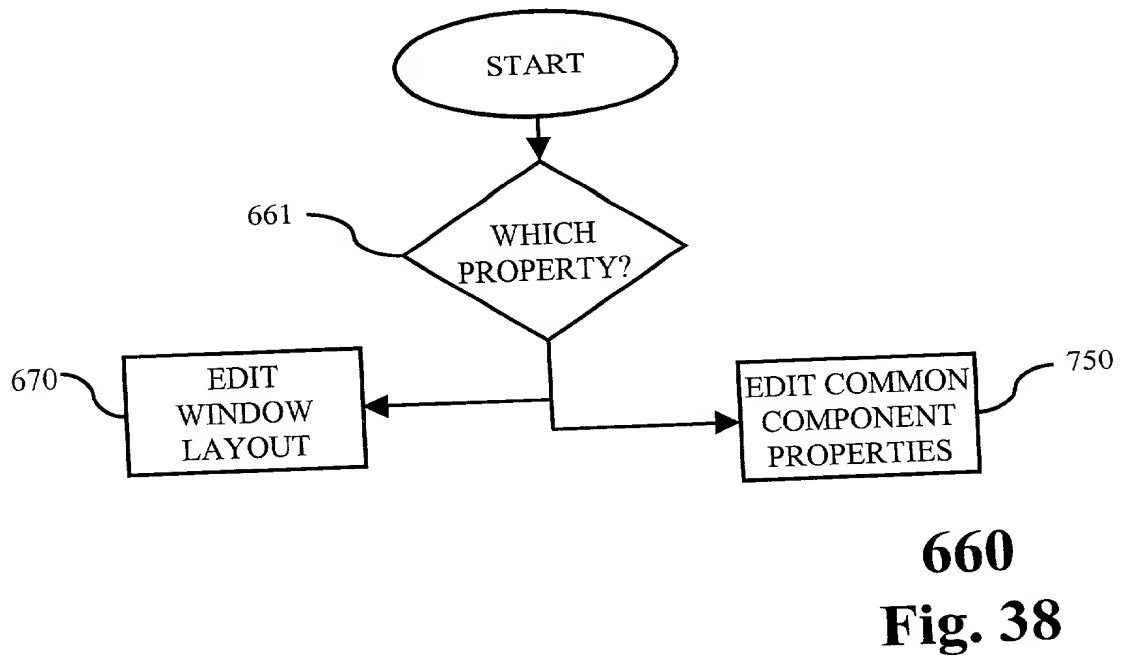 START
661
WHICH
PROPERTY?
670
EDIT
WINDOW
LAYOUT
EDIT COMMON
COMPONENT
PROPERTIES
750
660
Fig. 38